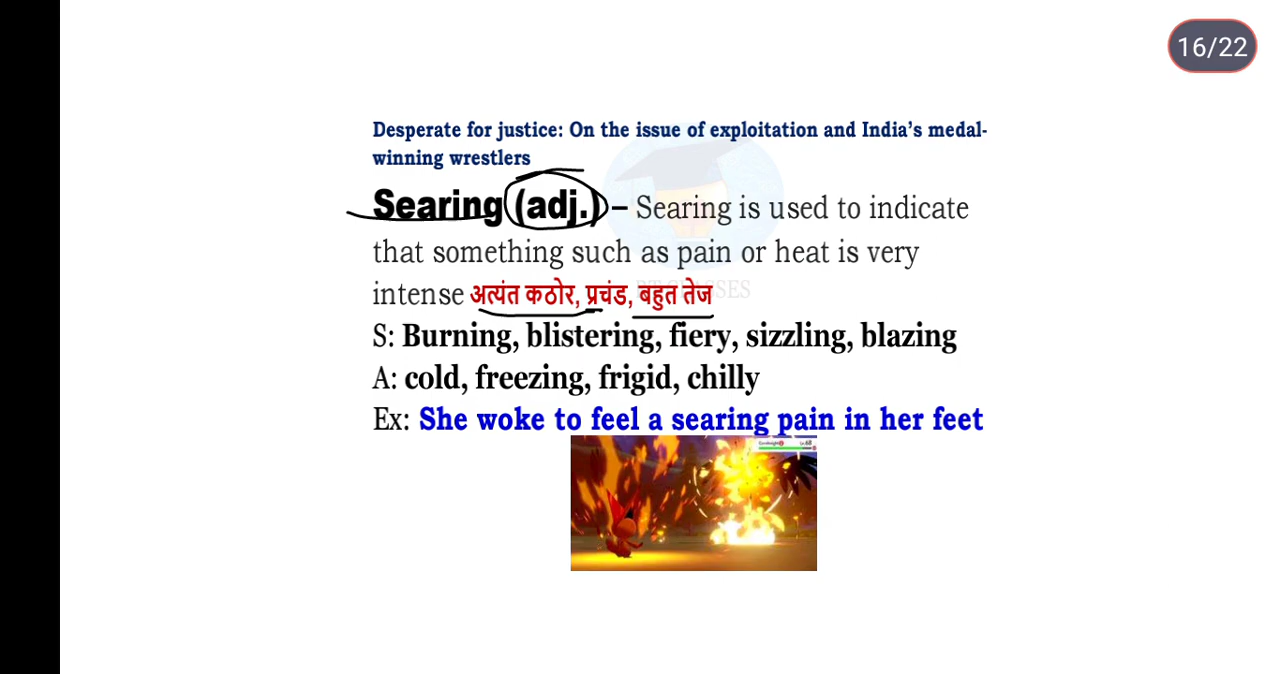 16/22
Desperate for justice: On the issue of exploitation and India's medal-
winning wrestlers
Searing (adj.) – Searing is used to indicate
that something such as pain or heat is very
intense अत्यंत कठोर, प्रचंड, बहुत तेज
S: Burning, blistering, fiery, sizzling, blazing
A: cold, freezing, frigid, chilly
Ex: She woke to feel a searing pain in her feet